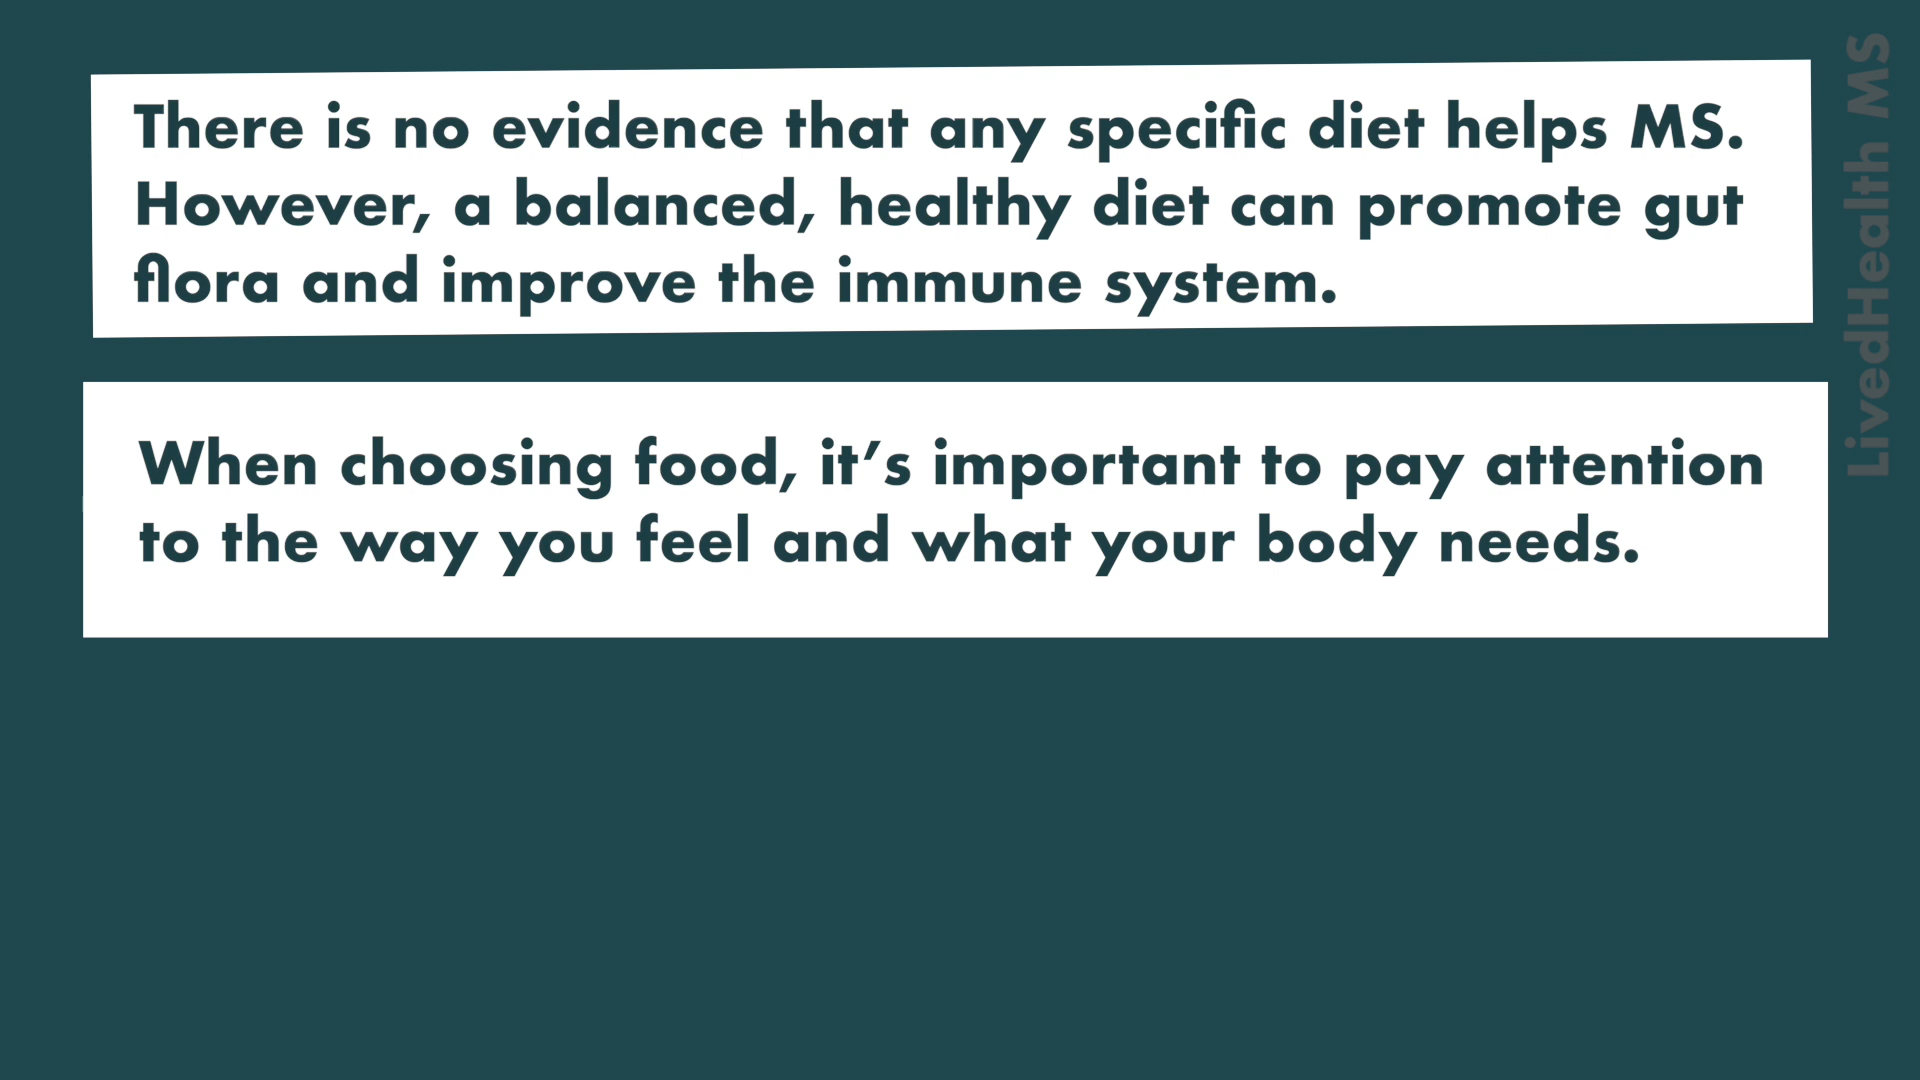 There is no evidence that any specific diet helps MS.
However, a balanced, healthy diet can promote gut
flora and improve the immune system.
When choosing food, it’s important to pay attention
to the way you feel and what your body needs.
LivedHealth MS